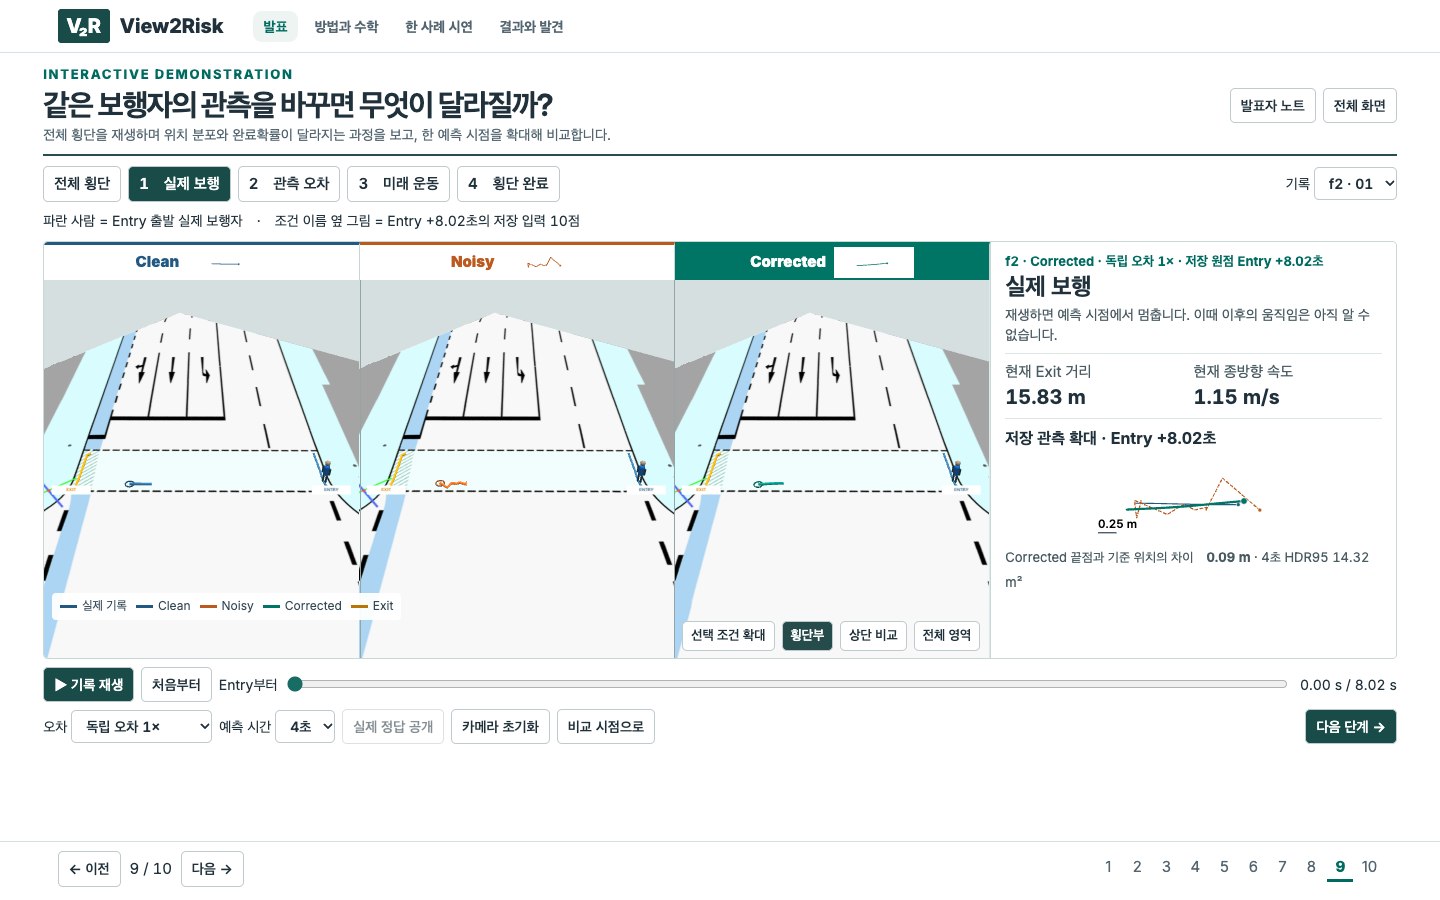 V2R View2Risk 발표 방법과 수학 한 사례 시연 결과와 발견
INTERACTIVE DEMONSTRATION
같은 보행자의 관측을 바꾸면 무엇이 달라질까?
전체 횡단을 재생하며 위치 분포와 완료확률이 달라지는 과정을 보고, 한 예측 시점을 확대해 비교합니다.
발표자 노트 전체 화면
전체 횡단 1 실제 보행 2 관측 오차 3 미래 운동 4 횡단 완료
기록 f2 · 01
파란 사람 = Entry 출발 실제 보행자 · 조건 이름 옆 그림 = Entry +8.02초의 저장 입력 10점
Clean Noisy Corrected
EXIT ENTRY EXIT ENTRY EXIT ENTRY
실제 기록 Clean Noisy Corrected Exit
선택 조건 확대 횡단부 상단 비교 전체 영역
f2 · Corrected · 독립 오차 1× · 저장 원점 Entry +8.02초
실제 보행
재생하면 예측 시점에서 멈춥니다. 이때 이후의 움직임은 아직 알 수
없습니다.
현재 Exit 거리 현재 종방향 속도
15.83 m 1.15 m/s
저장 관측 확대 · Entry +8.02초
0.25 m
Corrected 끝점과 기준 위치의 차이 0.09 m · 4초 HDR95 14.32
m²
▶ 기록 재생 처음부터 Entry부터 0.00 s / 8.02 s
오차 독립 오차 1× 예측 시간 4초 실제 정답 공개 카메라 초기화 비교 시점으로 다음 단계 →
← 이전 9 / 10 다음 → 1 2 3 4 5 6 7 8 9 10